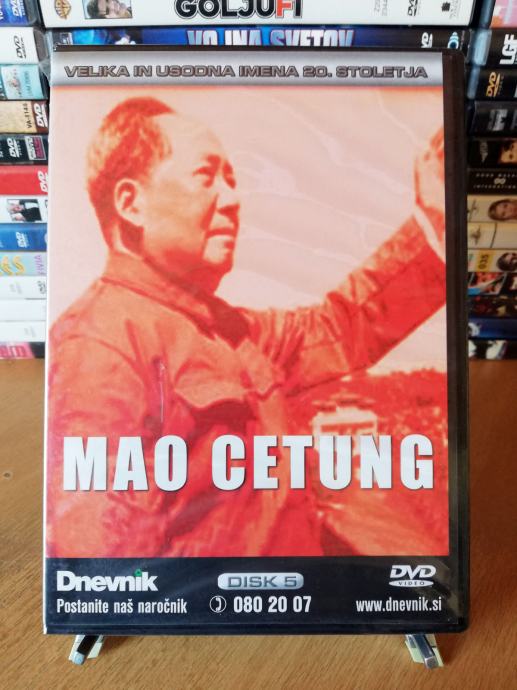 GOLJUFI
VOJNA SVETOV
VELIKA IN USODNA IMENA 20. STOLETJA
MAO CETUNG
Dnevnik
DISK 5
DVD
VIDEO
Postanite naš naročnik
080 20 07
www.dnevnik.si